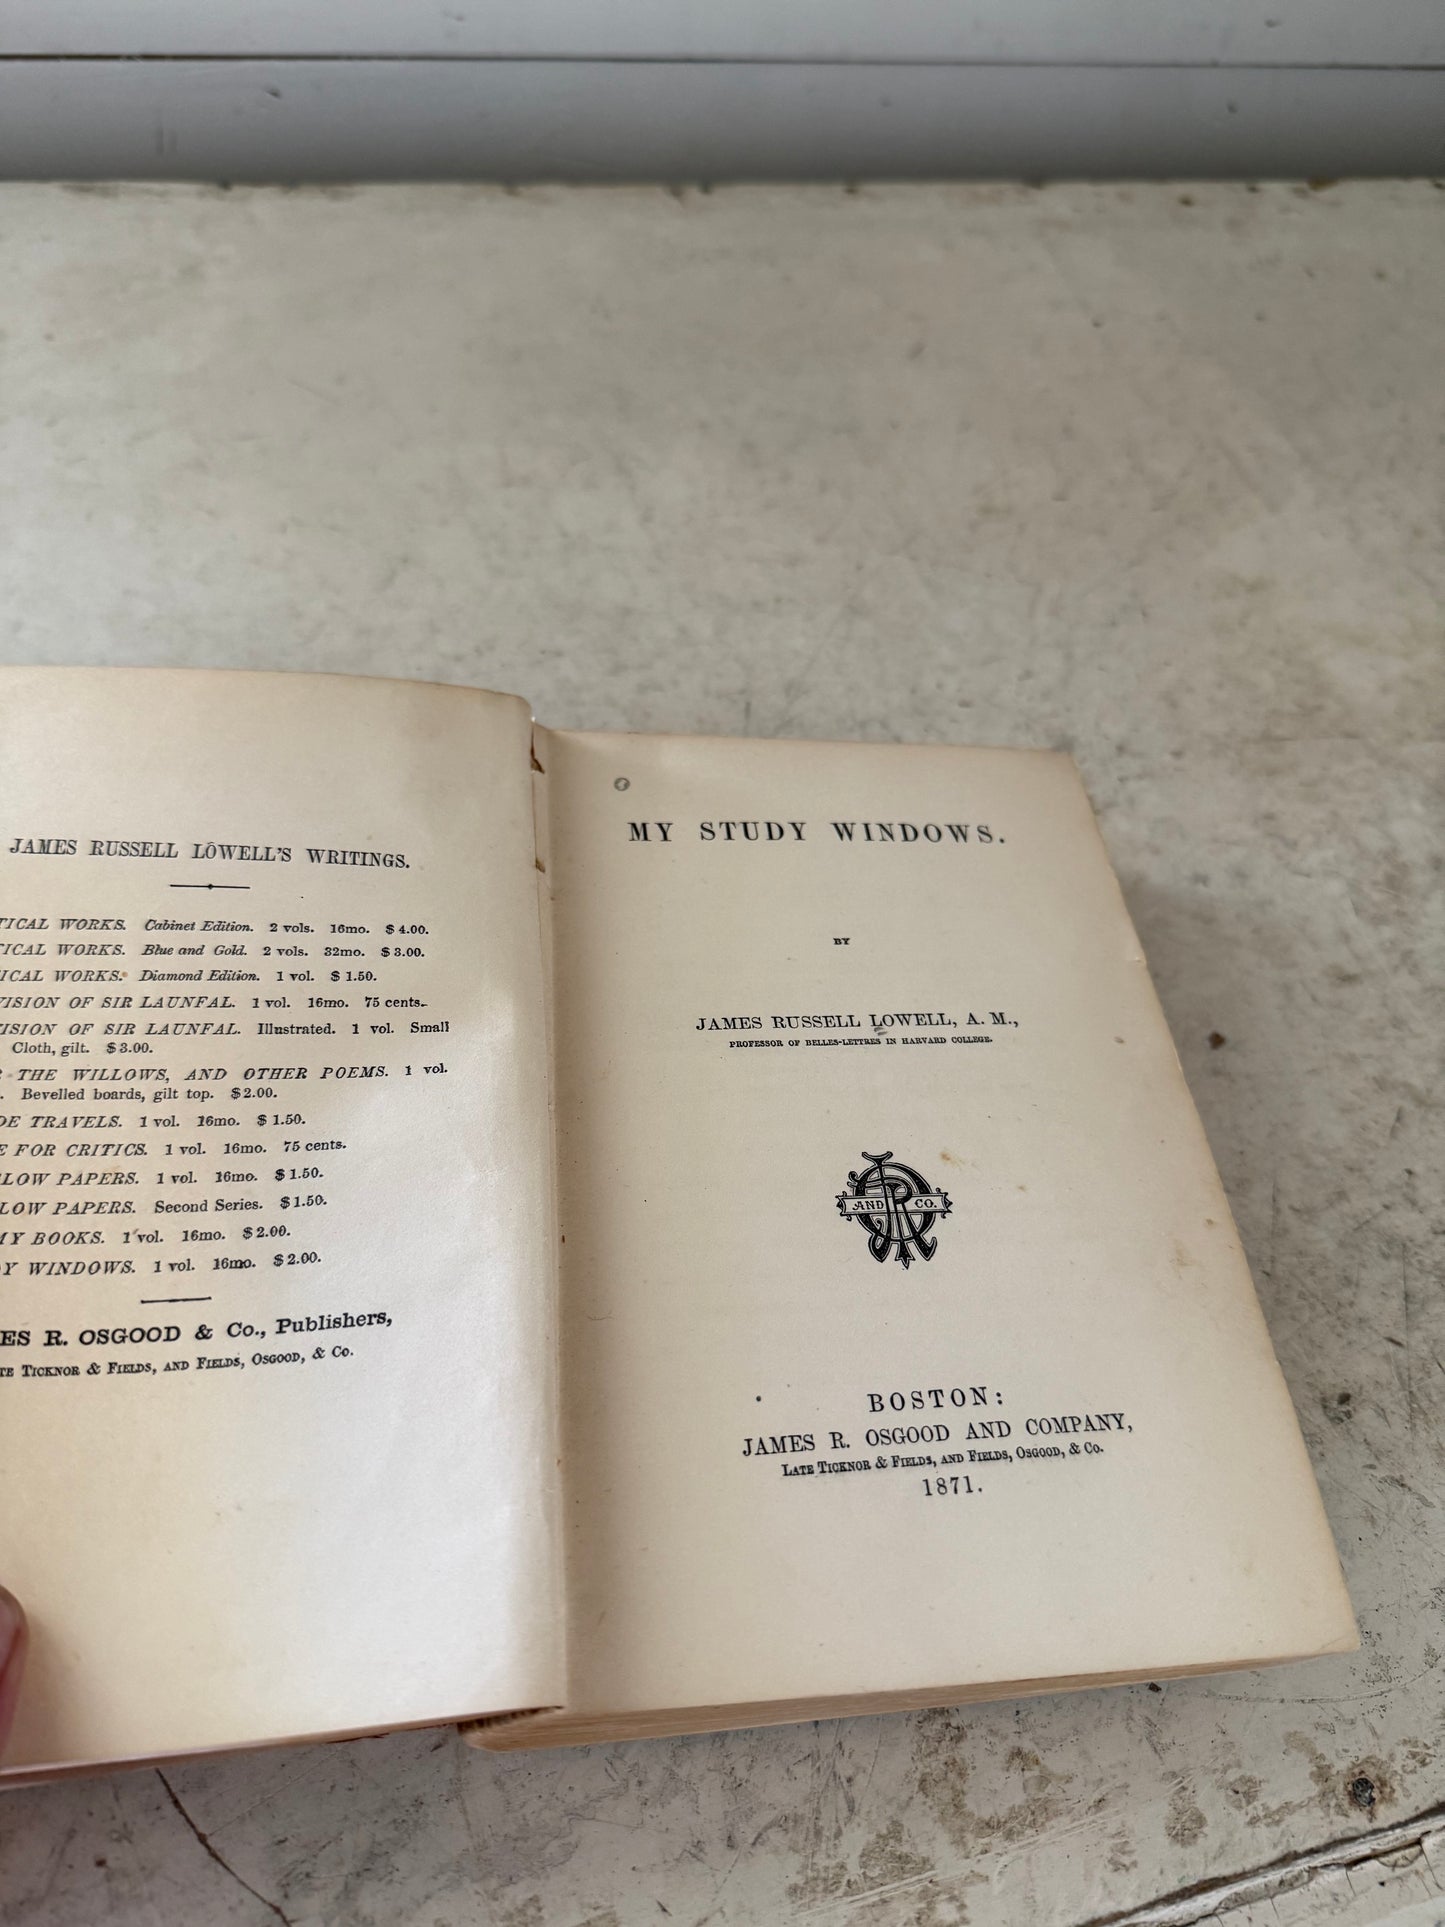 JAMES RUSSELL LOWELL'S WRITINGS.
WORKS. Cabinet Edition. 2 vols. 16mo. $4.00.
WORKS. Blue and Gold. 2 vols. 32mo. $3.00.
WORKS. Diamond Edition. 1 vol. $1.50.
VISION OF SIR LAUNFAL. 1 vol. 16mo. 75 cents.
VISION OF SIR LAUNFAL. Illustrated. 1 vol. Small
Cloth, gilt. $3.00.
THE WILLOWS, AND OTHER POEMS. 1 vol.
Bevelled boards, gilt top. $2.00.
TRAVELS. 1 vol. 16mo. $1.50.
FOR CRITICS. 1 vol. 16mo. 75 cents.
LOW PAPERS. 1 vol. 16mo. $1.50.
LOW PAPERS. Second Series. $1.50.
MY BOOKS. 1 vol. 16mo. $2.00.
Y WINDOWS. 1 vol. 16mo. $2.00.
ES R. OSGOOD & Co., Publishers,
TE TICKNOR & FIELDS, AND FIELDS, OSGOOD, & CO.
MY STUDY WINDOWS.
BY
JAMES RUSSELL LOWELL, A. M.,
PROFESSOR OF BELLES-LETTRES IN HARVARD COLLEGE.
JRO
AND CO.
BOSTON:
JAMES R. OSGOOD AND COMPANY,
LATE TICKNOR & FIELDS, AND FIELDS, OSGOOD, & CO.
1871.